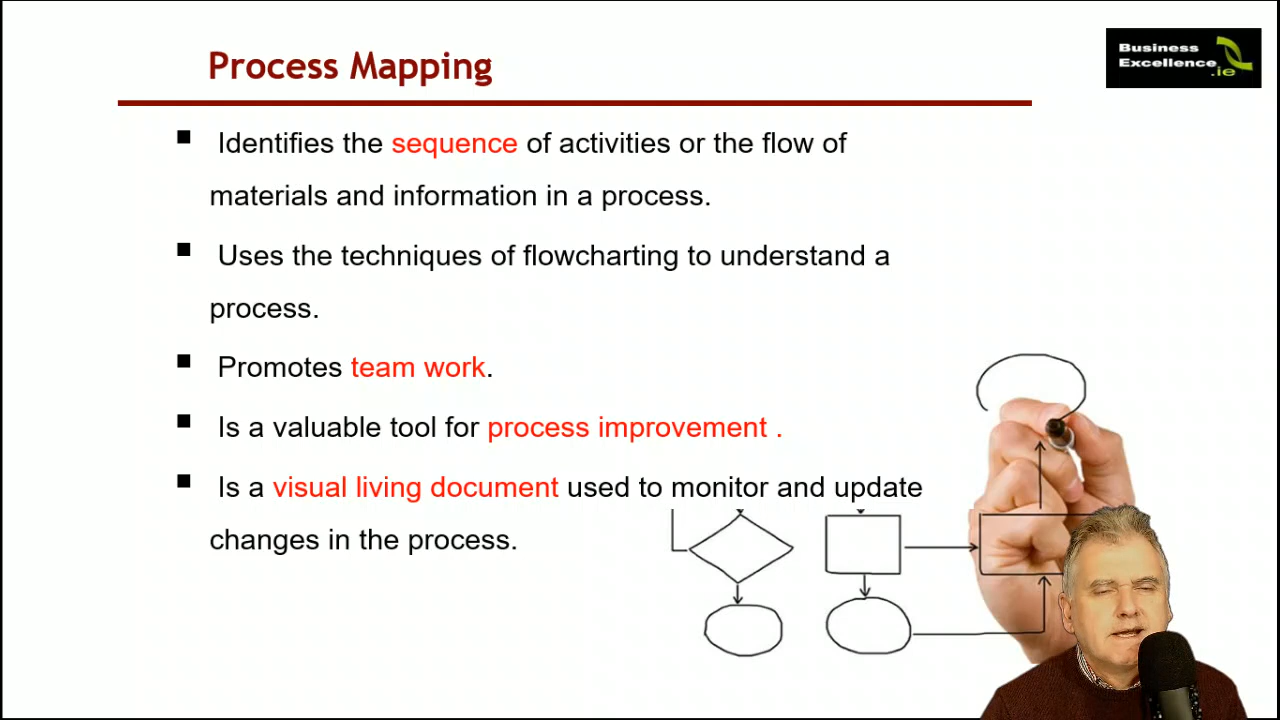 Process Mapping
Business
Excellence
.ie
Identifies the sequence of activities or the flow of
materials and information in a process.
Uses the techniques of flowcharting to understand a
process.
Promotes team work.
Is a valuable tool for process improvement .
Is a visual living document used to monitor and update
changes in the process.